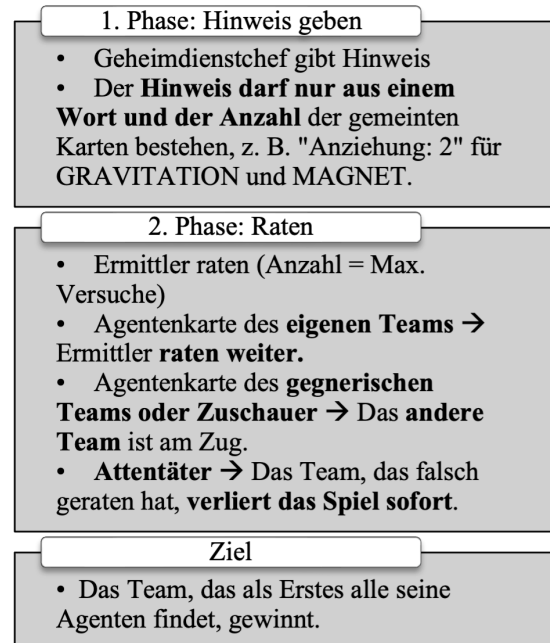 1. Phase: Hinweis geben
• Geheimdienstchef gibt Hinweis
• Der Hinweis darf nur aus einem
Wort und der Anzahl der gemeinten
Karten bestehen, z. B. "Anziehung: 2" für
GRAVITATION und MAGNET.
2. Phase: Raten
• Ermittler raten (Anzahl = Max.
Versuche)
• Agentenkarte des eigenen Teams →
Ermittler raten weiter.
• Agentenkarte des gegnerischen
Teams oder Zuschauer → Das andere
Team ist am Zug.
• Attentäter → Das Team, das falsch
geraten hat, verliert das Spiel sofort.
Ziel
• Das Team, das als Erstes alle seine
Agenten findet, gewinnt.